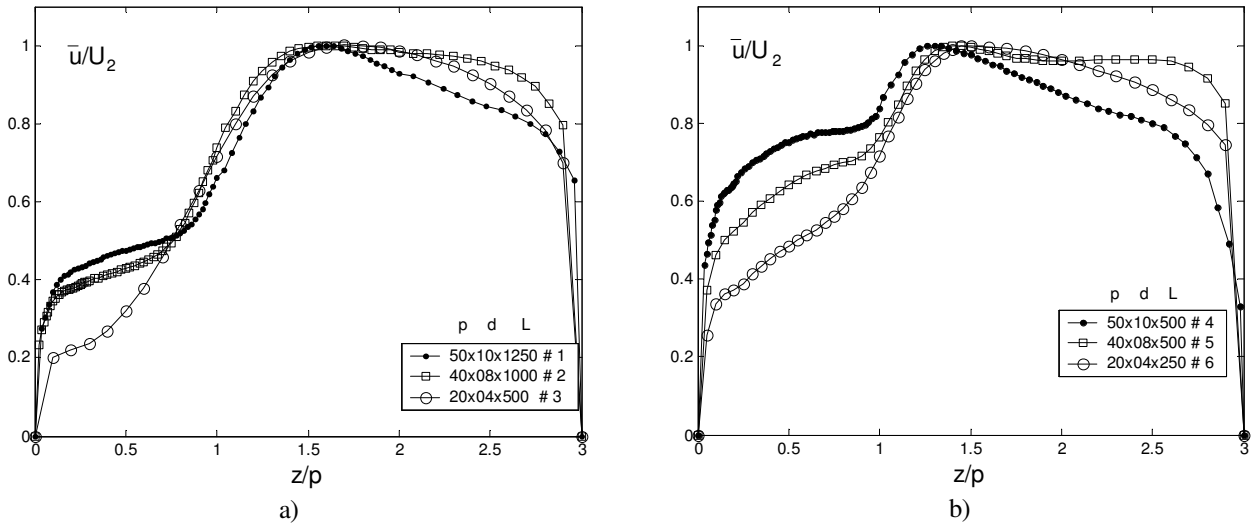 u̅/U2
1
0.8
0.6
0.4
0.2
0
p d L
50x10x1250 # 1
40x08x1000 # 2
20x04x500 # 3
0 0.5 1 1.5 2 2.5 3
z/p
a)
u̅/U2
1
0.8
0.6
0.4
0.2
0
p d L
50x10x500 # 4
40x08x500 # 5
20x04x250 # 6
0 0.5 1 1.5 2 2.5 3
z/p
b)